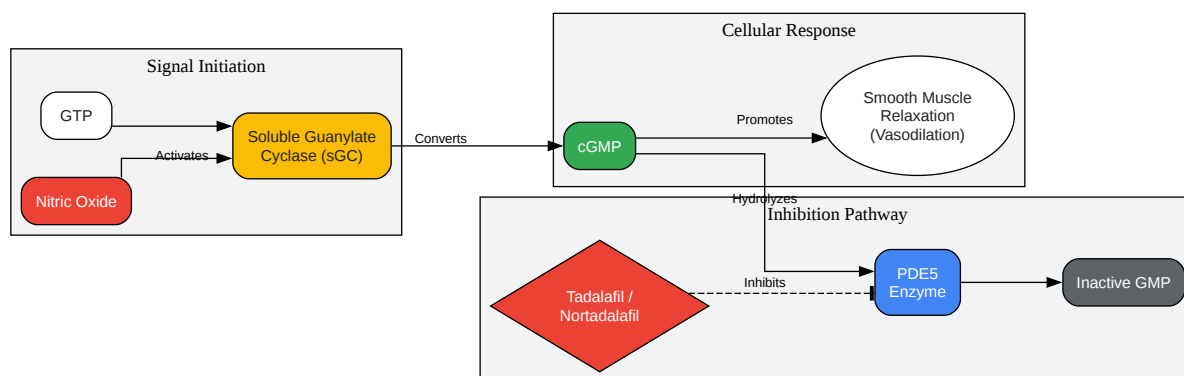 Signal Initiation
GTP
Nitric Oxide
Activates
Soluble Guanylate
Cyclase (sGC)
Converts
Cellular Response
cGMP
Promotes
Smooth Muscle
Relaxation
(Vasodilation)
Hydrolyzes
Inhibition Pathway
Tadalafil /
Nortadalafil
Inhibits
PDE5
Enzyme
Inactive GMP